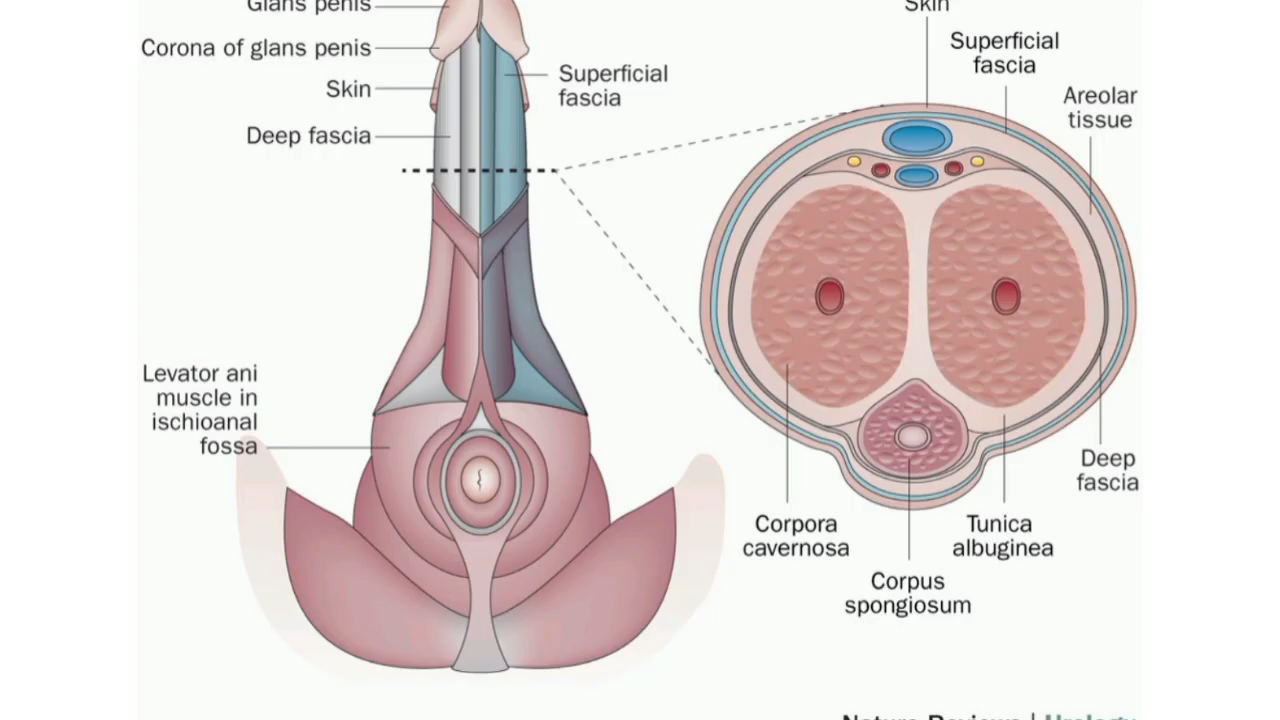 Glans penis
Corona of glans penis
Skin
Deep fascia
Superficial
fascia
Levator ani
muscle in
ischioanal
fossa
Skin
Superficial
fascia
Areolar
tissue
Deep
fascia
Corpora
cavernosa
Tunica
albuginea
Corpus
spongiosum
Nature Reviews | Urology